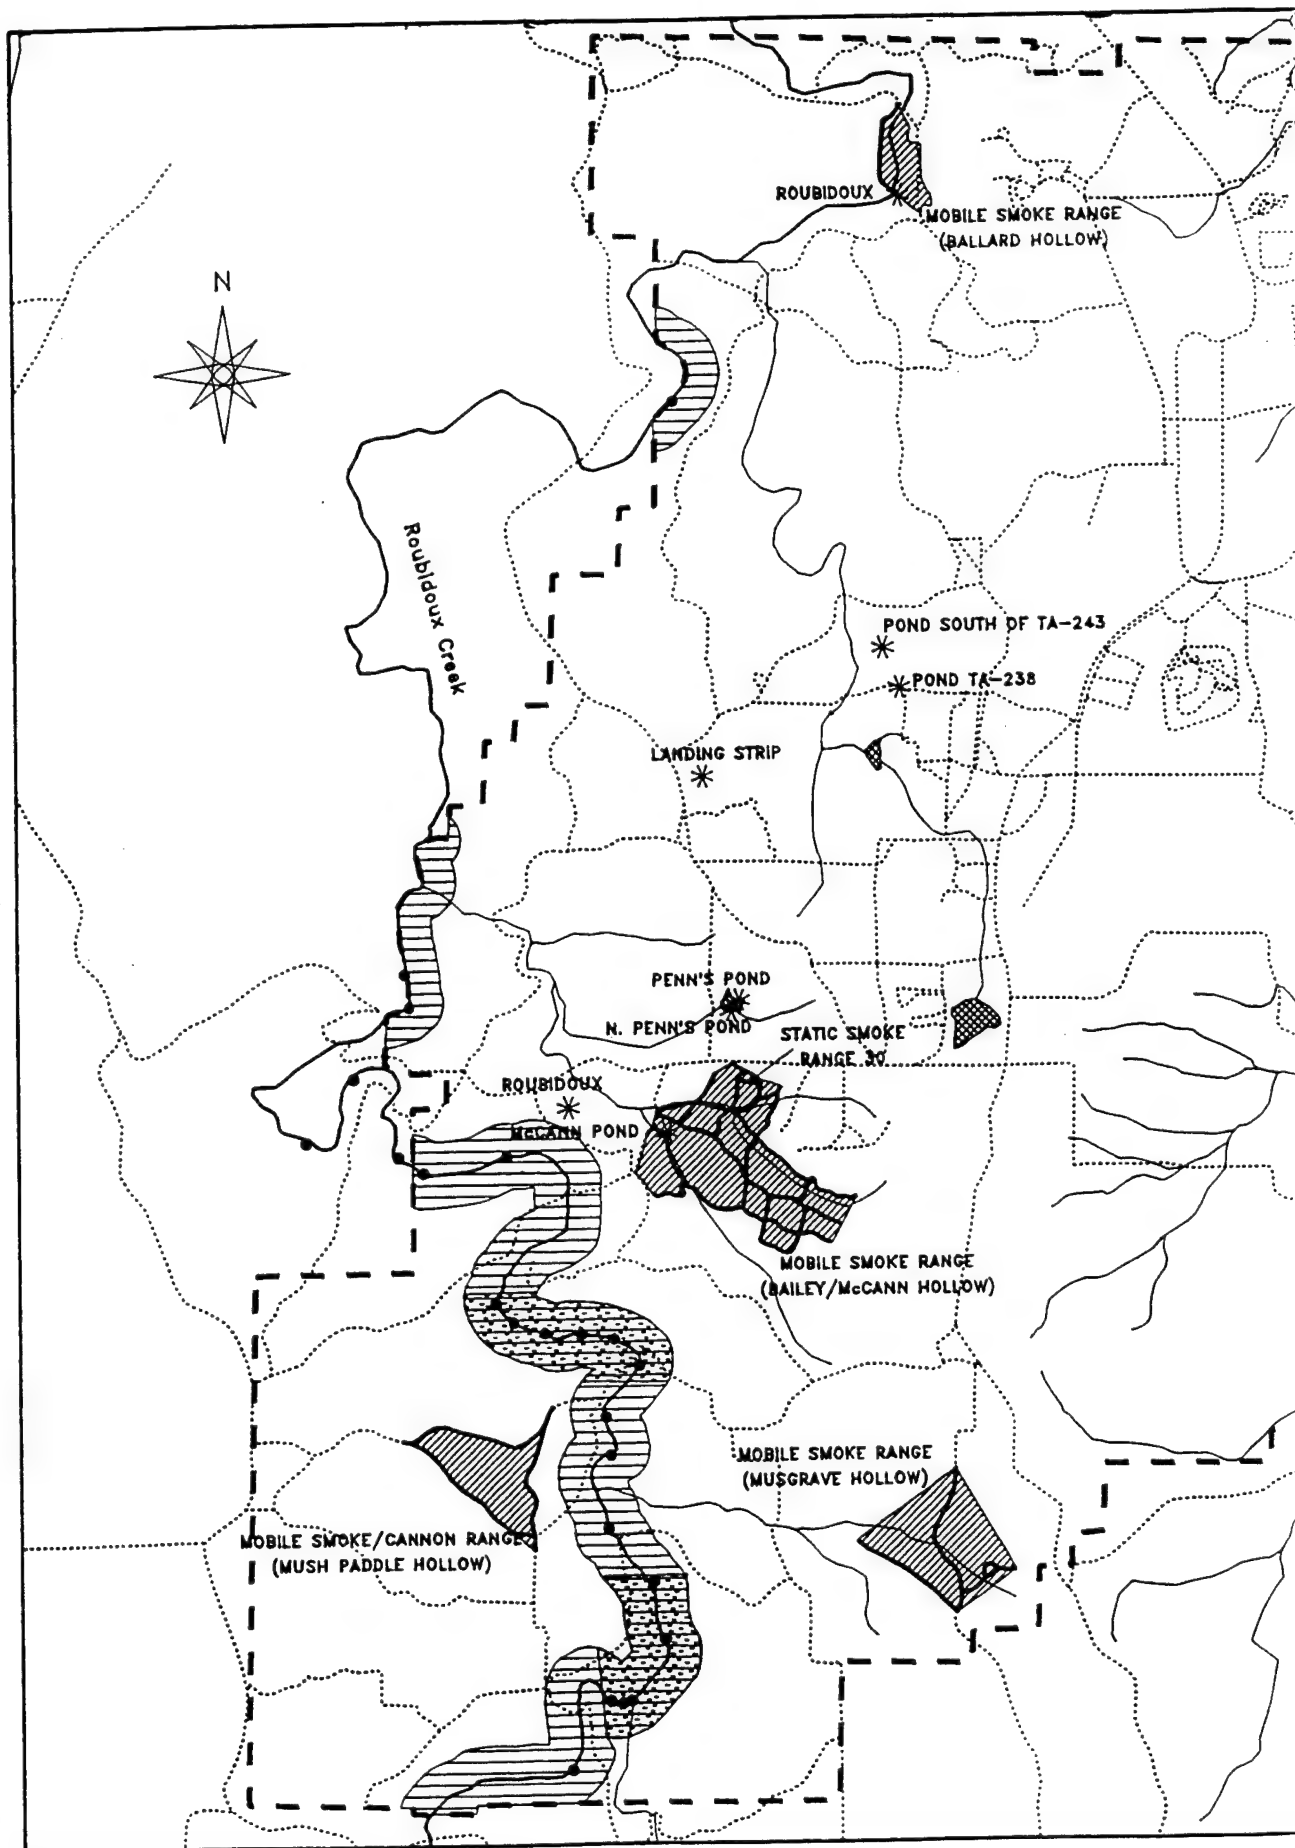 ROUBIDOUX
MOBILE SMOKE RANGE
(BALLARD HOLLOW)
N
Roubidoux Creek
POND SOUTH OF TA-243
POND TA-238
LANDING STRIP
PENN'S POND
N. PENN'S POND
STATIC SMOKE
RANGE 30
ROUBIDOUX
McCANN POND
MOBILE SMOKE RANGE
(BAILEY/McCANN HOLLOW)
MOBILE SMOKE RANGE
(MUSGRAVE HOLLOW)
MOBILE SMOKE/CANNON RANGE
(MUSH PADDLE HOLLOW)